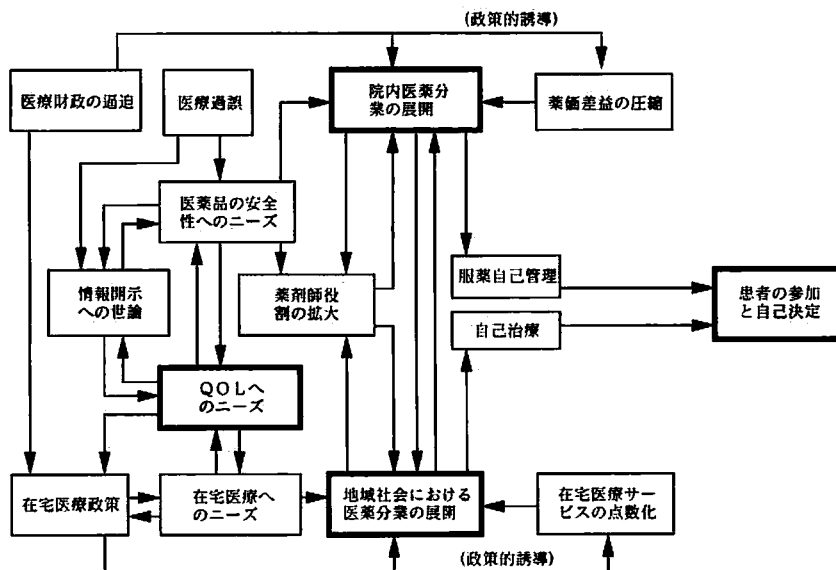 (政策的誘導)
医療財政の逼迫
医療過誤
院内医薬分
業の展開
薬価差益の圧縮
医薬品の安全
性へのニーズ
情報開示
への世論
薬剤師役
割の拡大
服薬自己管理
患者の参加
と自己決定
自己治療
QOLへ
のニーズ
在宅医療政策
在宅医療へ
のニーズ
地域社会における
医薬分業の展開
在宅医療サー
ビスの点数化
(政策的誘導)